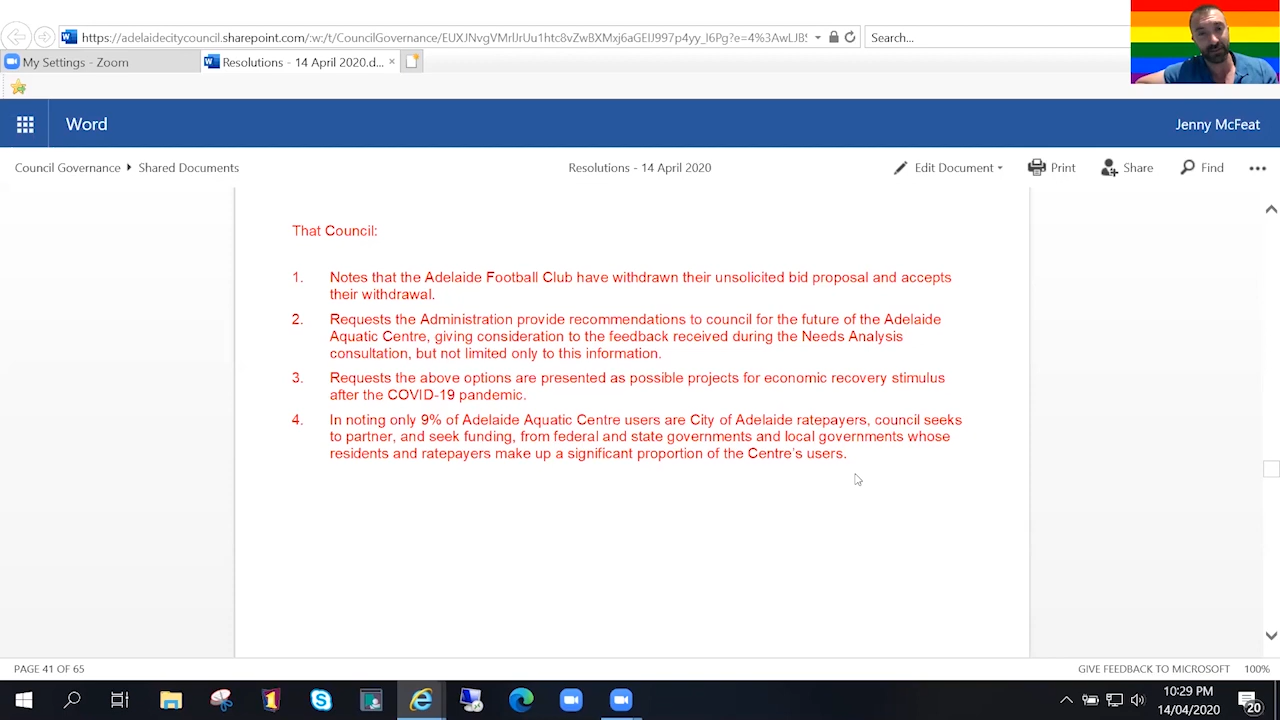 https://adelaidecitycouncil.sharepoint.com/:w:/t/CouncilGovernance/
Search...
My Settings - Zoom
Resolutions - 14 April 2020.d...
Word
Jenny McFeat
Council Governance Shared Documents
Resolutions - 14 April 2020
Edit Document
Print
Share
Find
That Council:
1. Notes that the Adelaide Football Club have withdrawn their unsolicited bid proposal and accepts
their withdrawal.
2. Requests the Administration provide recommendations to council for the future of the Adelaide
Aquatic Centre, giving consideration to the feedback received during the Needs Analysis
consultation, but not limited only to this information.
3. Requests the above options are presented as possible projects for economic recovery stimulus
after the COVID-19 pandemic.
4. In noting only 9% of Adelaide Aquatic Centre users are City of Adelaide ratepayers, council seeks
to partner, and seek funding, from federal and state governments and local governments whose
residents and ratepayers make up a significant proportion of the Centre's users.
PAGE 41 OF 65
GIVE FEEDBACK TO MICROSOFT 100%
10:29 PM
14/04/2020
20